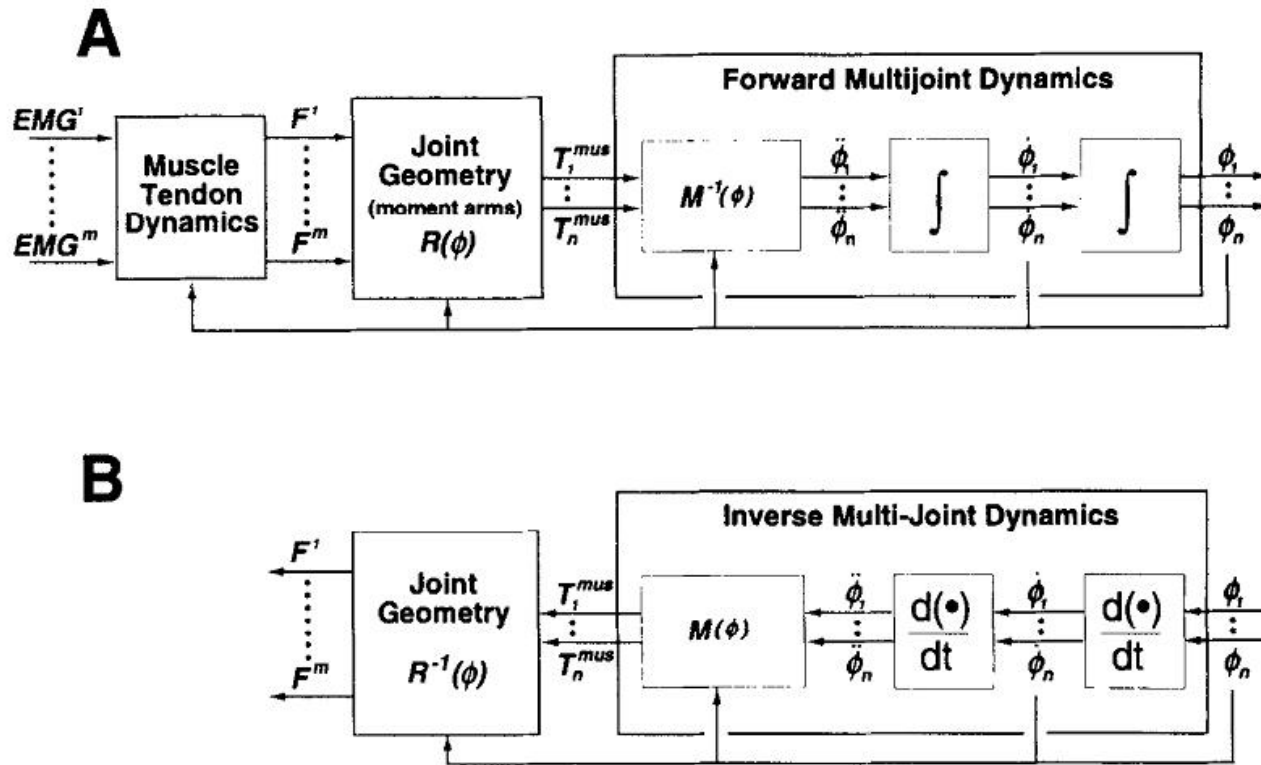 A
Forward Multijoint Dynamics
EMG¹
EMGᵐ
Muscle
Tendon
Dynamics
F¹
Fᵐ
Joint
Geometry
(moment arms)
R(ϕ)
T₁ᵐᵘˢ
Tₙᵐᵘˢ
M⁻¹(ϕ)
ϕ̈₁
ϕ̈ₙ
∫
ϕ̇₁
ϕ̇ₙ
∫
ϕ₁
ϕₙ
B
Inverse Multi-Joint Dynamics
F¹
Fᵐ
Joint
Geometry
R⁻¹(ϕ)
T₁ᵐᵘˢ
Tₙᵐᵘˢ
M(ϕ)
ϕ̈₁
ϕ̈ₙ
d(•)
dt
ϕ̇₁
ϕ̇ₙ
d(•)
dt
ϕ₁
ϕₙ